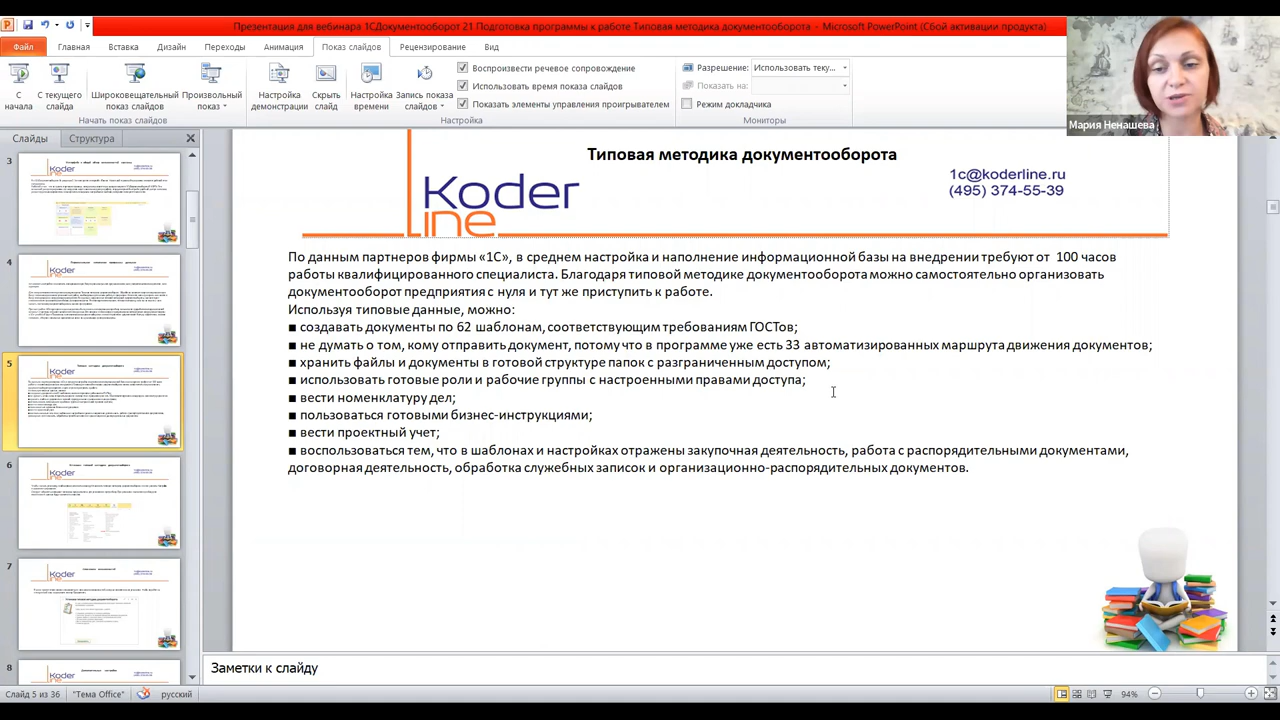 Презентация для вебинара 1СДокументооборот 21 Подготовка программы к работе Типовая методика документооборота - Microsoft PowerPoint (Сбой активации продукта)
Файл Главная Вставка Дизайн Переходы Анимация Показ слайдов Рецензирование Вид
С начала
С текущего слайда
Широковещательный показ слайдов
Произвольный показ
Начать показ слайдов
Настройка демонстрации
Скрыть слайд
Настройка времени
Запись показа слайдов
Воспроизвести речевое сопровождение
Использовать время показа слайдов
Показать элементы управления проигрывателем
Настройка
Разрешение: Использовать теку...
Показать на:
Режим докладчика
Мониторы
Мария Ненашева
Слайды Структура
3
4
5
6
7
8
Типовая методика документооборота
Koder
line
1c@koderline.ru
(495) 374-55-39
По данным партнеров фирмы «1С», в среднем настройка и наполнение информационной базы на внедрении требуют от 100 часов
работы квалифицированного специалиста. Благодаря типовой методике документооборота можно самостоятельно организовать
документооборот предприятия с нуля и тут же приступить к работе.
Используя типовые данные, можно:
■ создавать документы по 62 шаблонам, соответствующим требованиям ГОСТов;
■ не думать о том, кому отправить документ, потому что в программе уже есть 33 автоматизированных маршрута движения документов;
■ хранить файлы и документы в готовой структуре папок с разграниченным доступом;
■ использовать готовые роли и рабочие группы с настроенными правами доступа;
■ вести номенклатуру дел;
■ пользоваться готовыми бизнес-инструкциями;
■ вести проектный учет;
■ воспользоваться тем, что в шаблонах и настройках отражены закупочная деятельность, работа с распорядительными документами,
договорная деятельность, обработка служебных записок и организационно-распорядительных документов.
Заметки к слайду
Слайд 5 из 36 "Тема Office" русский 94%